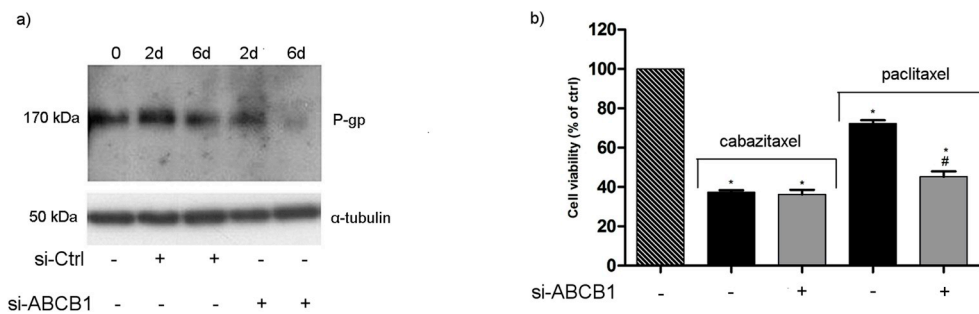 a)
0 2d 6d 2d 6d
170 kDa P-gp
50 kDa α-tubulin
si-Ctrl - + + - -
si-ABCB1 - - - + +
b)
Cell viability (% of ctrl)
120
100
80
60
40
20
0
cabazitaxel
paclitaxel
* * * *
#
si-ABCB1 - - + - +